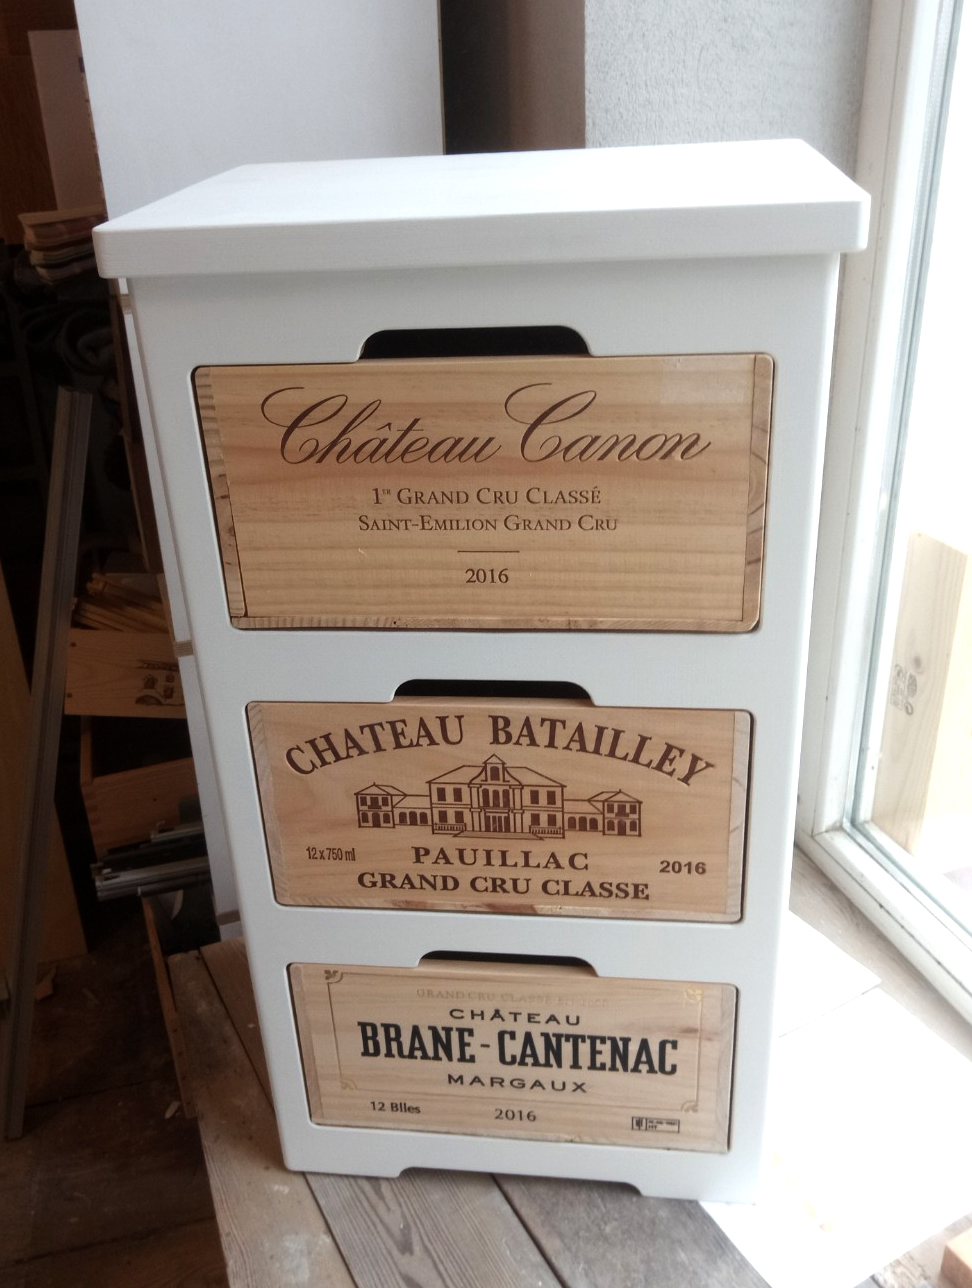 Château Canon
1er GRAND CRU CLASSÉ
SAINT-EMILION GRAND CRU
2016
CHATEAU BATAILLEY
12 x 750 ml
PAUILLAC
2016
GRAND CRU CLASSE
GRAND CRU CLASSÉ EN 1855
CHÂTEAU
BRANE-CANTENAC
MARGAUX
12 Blles
2016